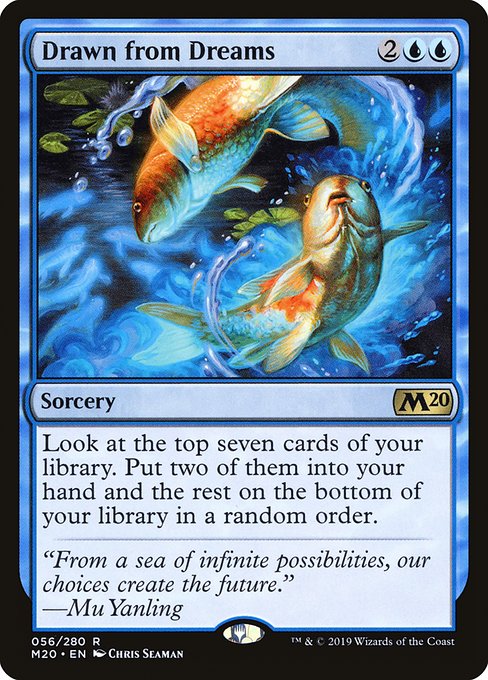 Drawn from Dreams 2
Sorcery M20
Look at the top seven cards of your
library. Put two of them into your
hand and the rest on the bottom of
your library in a random order.
“From a sea of infinite possibilities, our
choices create the future.”
—Mu Yanling
056/280 R ™ & © 2019 Wizards of the Coast
M20 • EN Chris Seaman